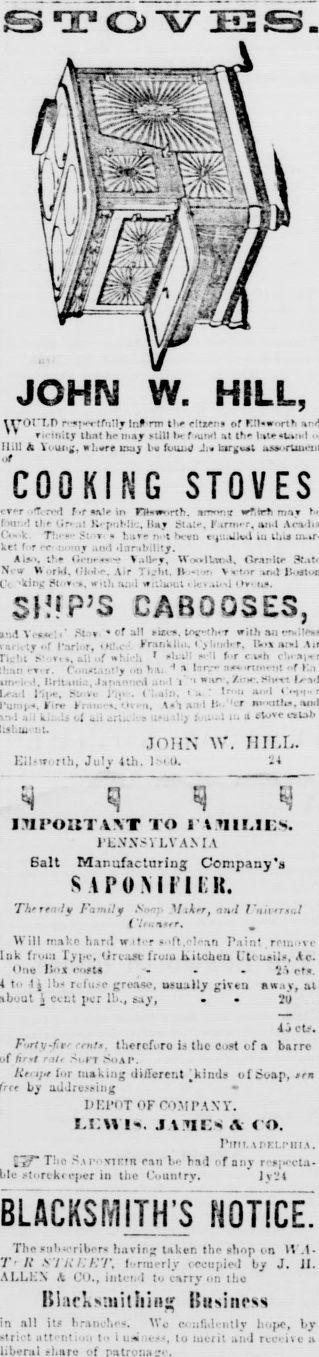 STOVES.
JOHN W. HILL,
WOULD respectfully inform the citizens of Ellsworth and
vicinity that he may still be found at the late stand o
Hill & Young, where may be found the largest assortment
of
COOKING STOVES
ever offered for sale in Ellsworth, among which may be
found the Great Republic, Bay State, Farmer, and Acadia
Cook. These Stoves have not been equalled in this mar-
ket for economy and durability.
Also, the Genessee Valley, Woodland, Granite State
New World, Globe, Air Tight, Boston Victor and Boston
Cooking Stoves, with and without elevated Ovens.
SHIP'S CABOOSES,
and Vessels' Stoves of all sizes, together with an endless
variety of Parlor, Office, Franklin, Cylinder, Box and Air
Tight Stoves, all of which I shall sell for cash cheaper
than ever. Constantly on hand a large assortment of En
ameled, Britania, Japanned and ware, Zinc, Sheet Lead
Lead Pipe, Stove Pipe, Chain, Iron and Copper
Pumps, Fire Frames, Oven, Ash and Boiler mouths, and
and all kinds of all articles usually found in a stove estab
lishment.
JOHN W. HILL.
Ellsworth, July 4th, 24
IMPORTANT TO FAMILIES.
PENNSYLVANIA
Salt Manufacturing Company's
SAPONIFIER.
The ready Family Soap Maker, and Universal
Cleanser.
Will make hard water soft, clean Paint, remove
Ink from Type, Grease from Kitchen Utensils, &c.
One Box costs - - - 25 cts.
4 to 4½ lbs refuse grease, usually given away, at
about ½ cent per lb., say, - - 20
45 cts.
Forty-five cents, therefore is the cost of a barre
of first rate SOFT SOAP.
Recipe for making different kinds of Soap, sen
free by addressing
DEPOT OF COMPANY.
LEWIS, JAMES & CO.
PHILADELPHIA.
The SAPONIFIER can be had of any respecta-
ble storekeeper in the Country. 1y24
BLACKSMITH'S NOTICE.
The subscribers having taken the shop on WA-
TER STREET, formerly occupied by J. H.
ALLEN & CO., intend to carry on the
Blacksmithing Business
in all its branches. We confidently hope, by
strict attention to business, to merit and receive a
liberal share of patronage.